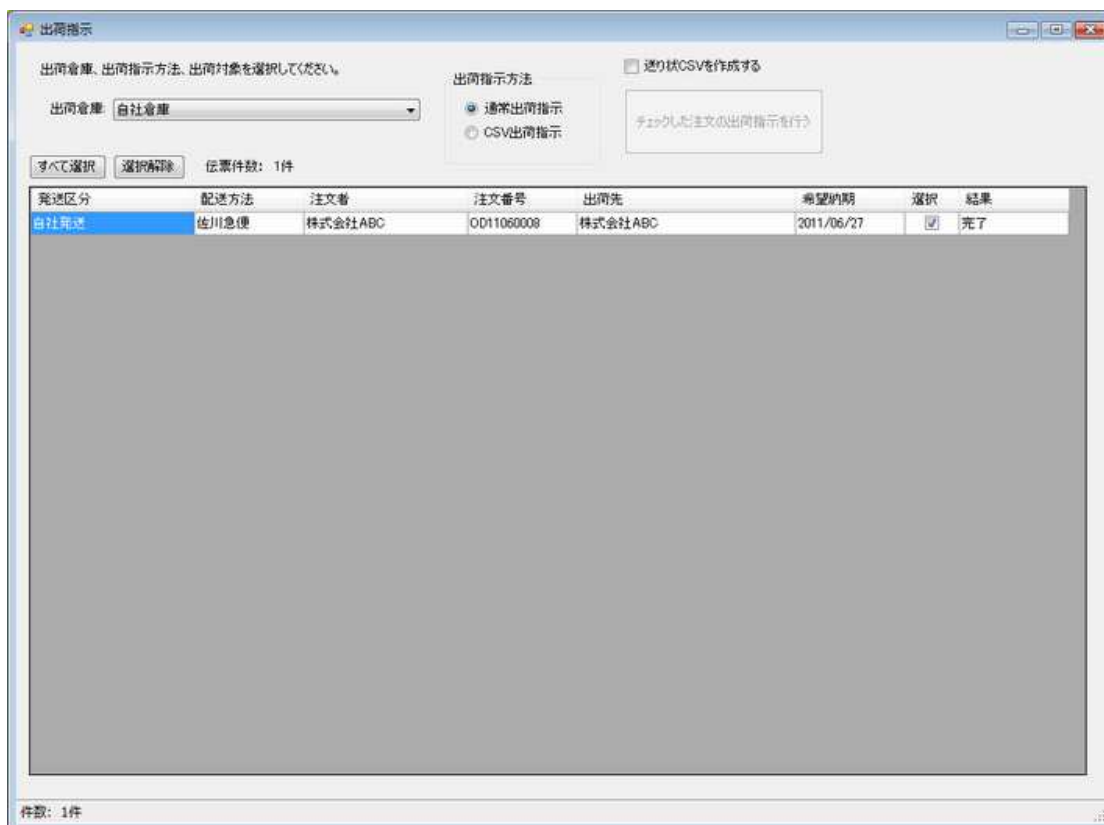 出荷指示
出荷倉庫、出荷指示方法、出荷対象を選択してください。
出荷倉庫 自社倉庫
出荷指示方法
通常出荷指示
CSV出荷指示
送り状CSVを作成する
チェックした注文の出荷指示を行う
すべて選択 選択解除 伝票件数: 1件
発送区分 配送方法 注文者 注文番号 出荷先 希望納期 選択 結果
自社発送 佐川急便 株式会社ABC OD11060008 株式会社ABC 2011/06/27 完了
件数: 1件